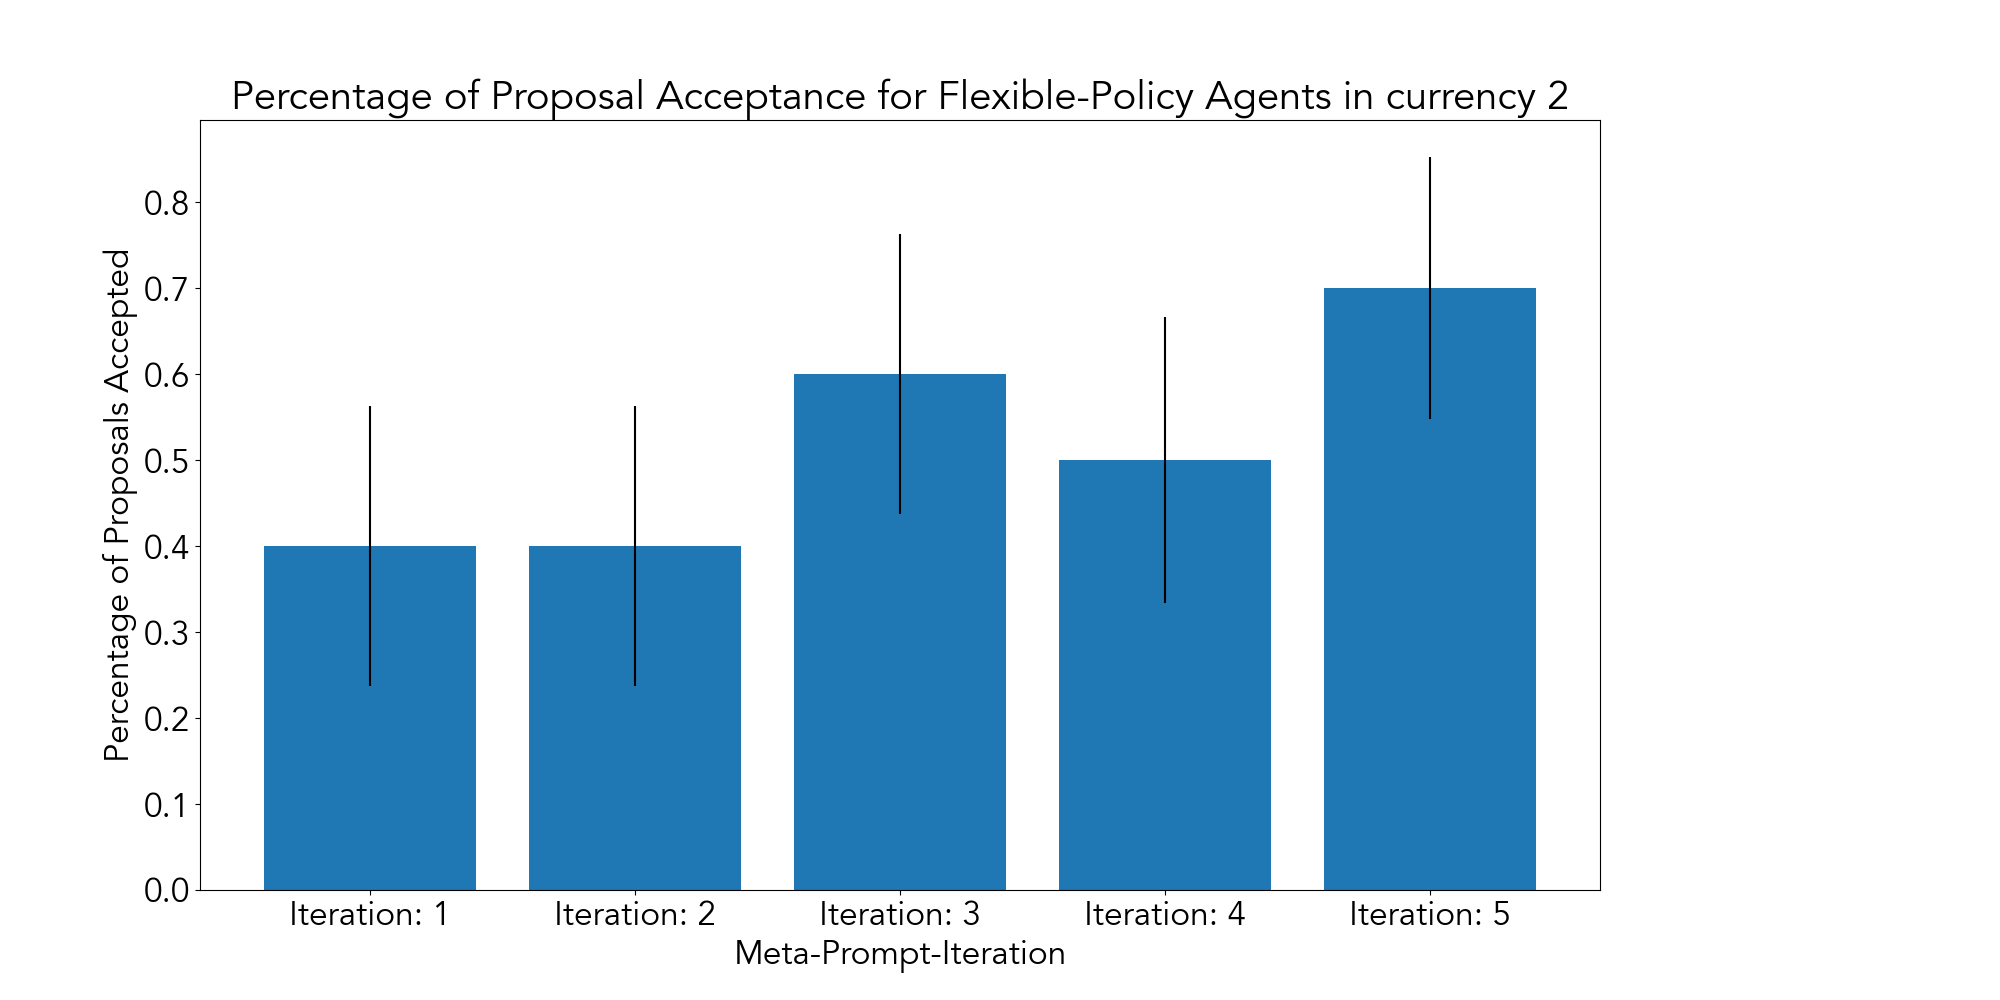 Percentage of Proposal Acceptance for Flexible-Policy Agents in currency 2
Percentage of Proposals Accepted
0.8
0.7
0.6
0.5
0.4
0.3
0.2
0.1
0.0
Iteration: 1
Iteration: 2
Iteration: 3
Iteration: 4
Iteration: 5
Meta-Prompt-Iteration